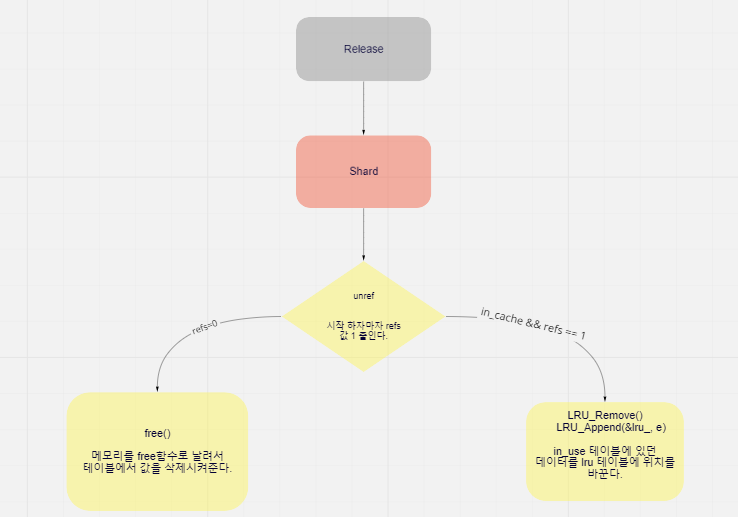 Release
Shard
unref
시작 하자마자 refs
값 1 줄인다.
refs=0
in_cache && refs == 1
free()
메모리를 free함수로 날려서
테이블에서 값을 삭제시켜준다.
LRU_Remove()
LRU_Append(&lru_, e)
in_use 테이블에 있던
데이터를 lru 테이블에 위치를
바꾼다.